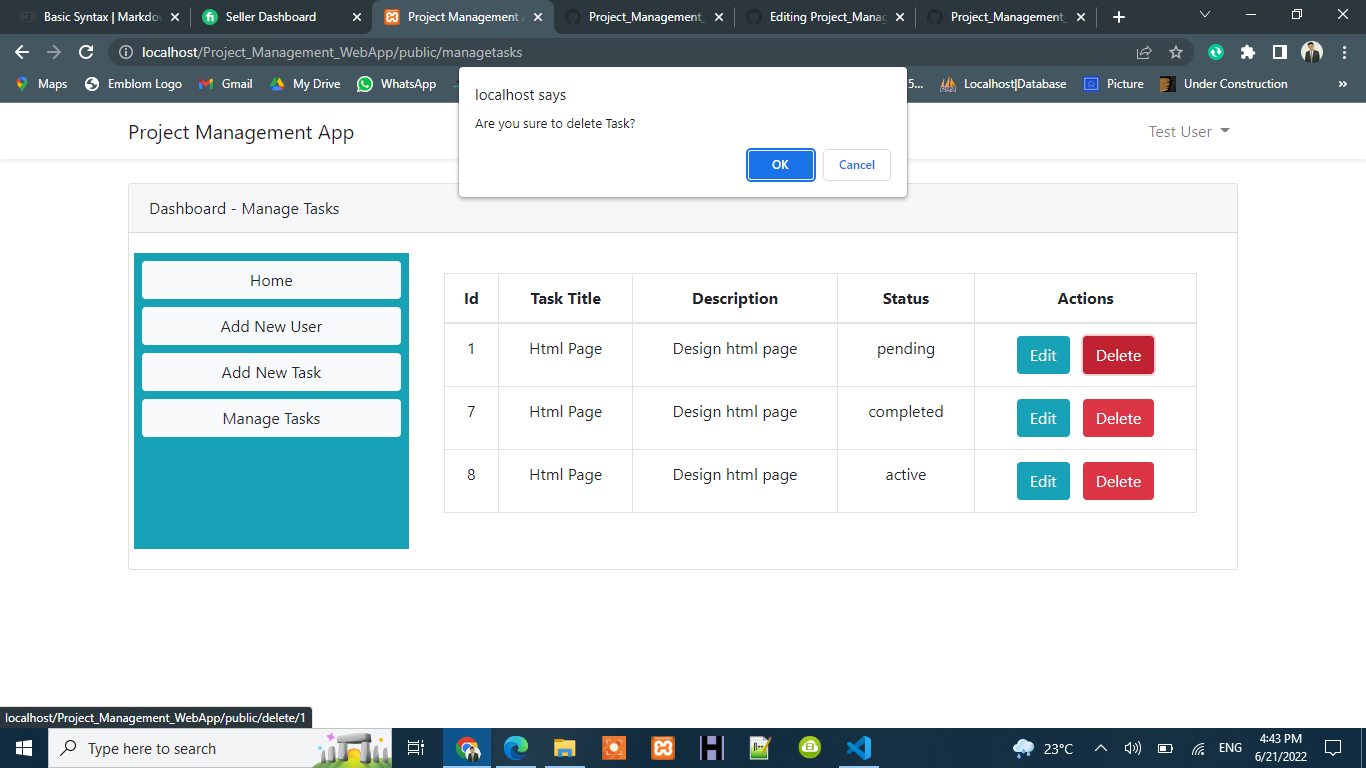 Basic Syntax | Markdo
Seller Dashboard
Project Management A
Project_Management_
Editing Project_Manag
Project_Management_
localhost/Project_Management_WebApp/public/managetasks
Maps
Emblom Logo
Gmail
My Drive
WhatsApp
5...
Localhost|Database
Picture
Under Construction
»
localhost says
Are you sure to delete Task?
OK
Cancel
Project Management App
Test User
Dashboard - Manage Tasks
Home
Add New User
Add New Task
Manage Tasks
Id Task Title Description Status Actions
1 Html Page Design html page pending Edit Delete
7 Html Page Design html page completed Edit Delete
8 Html Page Design html page active Edit Delete
localhost/Project_Management_WebApp/public/delete/1
Type here to search
23°C
ENG
4:43 PM
6/21/2022